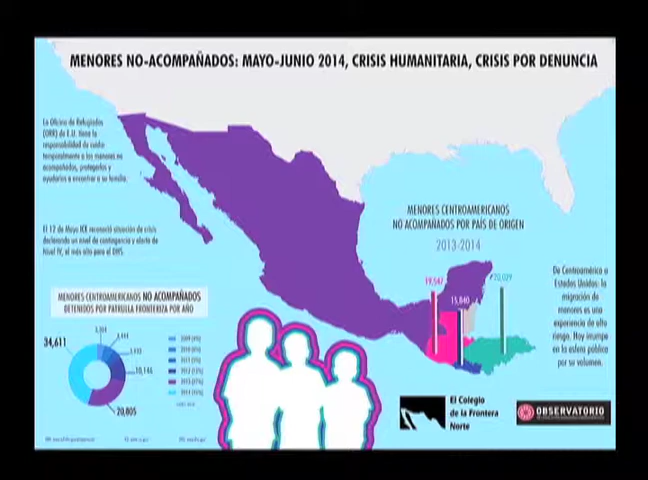 MENORES NO-ACOMPAÑADOS: MAYO-JUNIO 2014, CRISIS HUMANITARIA, CRISIS POR DENUNCIA
La Oficina de Refugiados
(ORR) de E.U. tiene la
responsabilidad de cuidar
temporalmente a los menores no
acompañados, protegerlos y
ayudarlos a encontrar a su familia.
El 12 de Mayo ICE reconoció situación de crisis
declarando un nivel de contingencia y alerta de
Nivel IV, el más alto para el DHS.
MENORES CENTROAMERICANOS
NO ACOMPAÑADOS POR PAÍS DE ORIGEN
2013-2014
19,547
15,840
20,029
De Centroamérica a
Estados Unidos: la
migración de
menores es una
experiencia de alto
riesgo. Hoy irrumpe
en la esfera pública
por su volumen.
MENORES CENTROAMERICANOS NO ACOMPAÑADOS
DETENIDOS POR PATRULLA FRONTERIZA POR AÑO
34,611
10,146
20,805
El Colegio
de la Frontera
Norte
OBSERVATORIO